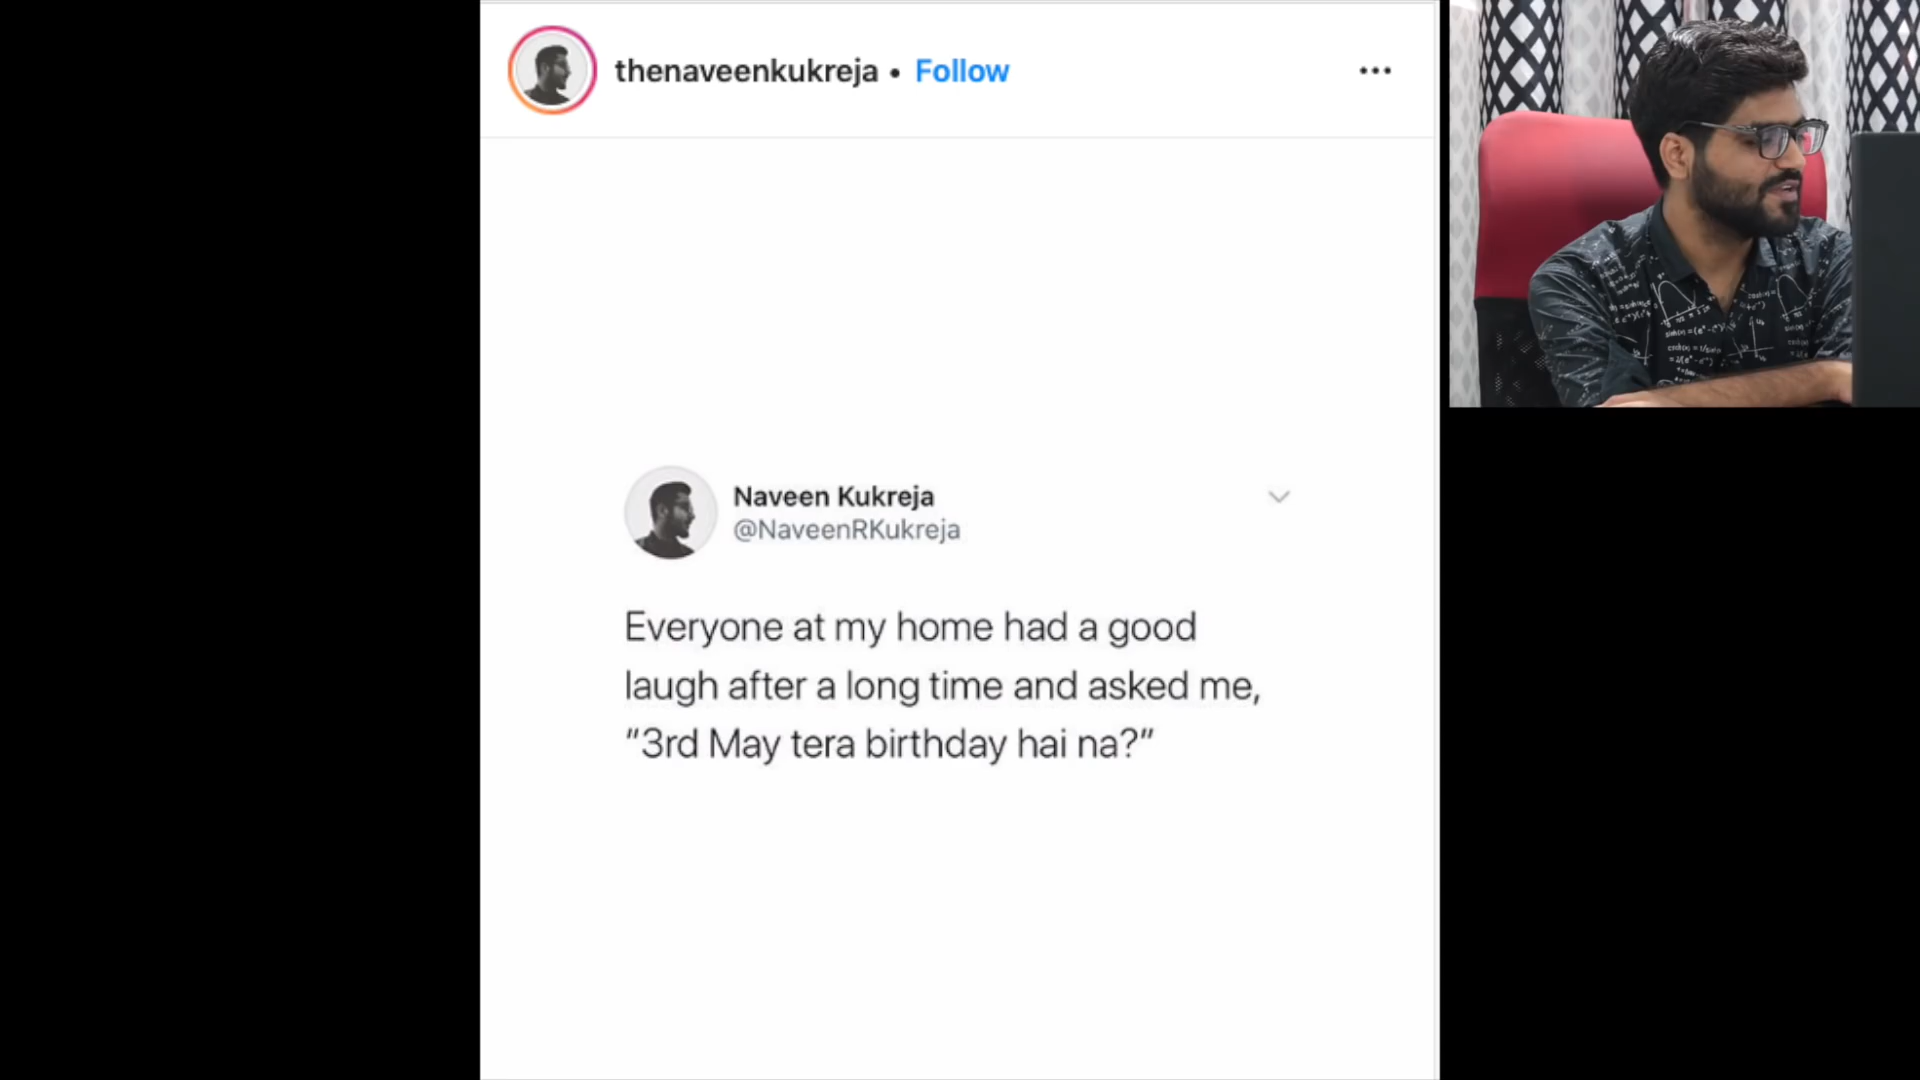 thenaveenkukreja • Follow
Naveen Kukreja
@NaveenRKukreja
Everyone at my home had a good
laugh after a long time and asked me,
"3rd May tera birthday hai na?"